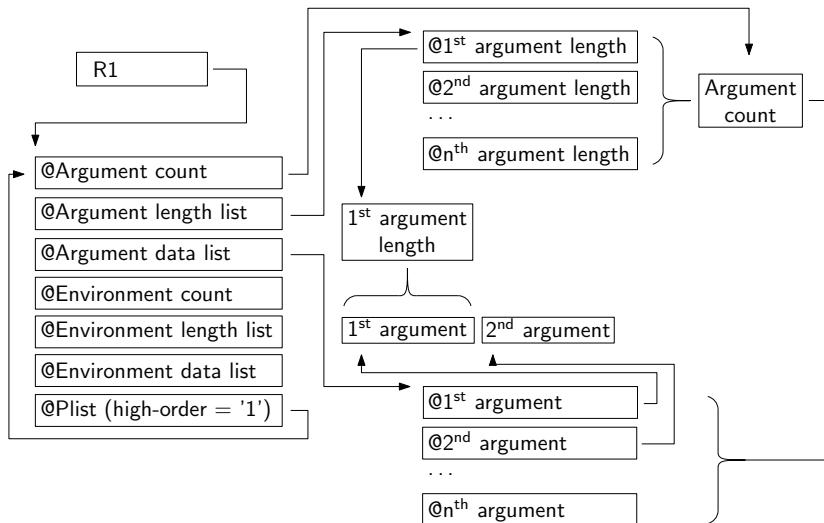 R1
@Argument count
@Argument length list
@Argument data list
@Environment count
@Environment length list
@Environment data list
@Plist (high-order = '1')
@1st argument length
@2nd argument length
...
@nth argument length
Argument
count
1st argument
length
1st argument
2nd argument
@1st argument
@2nd argument
...
@nth argument